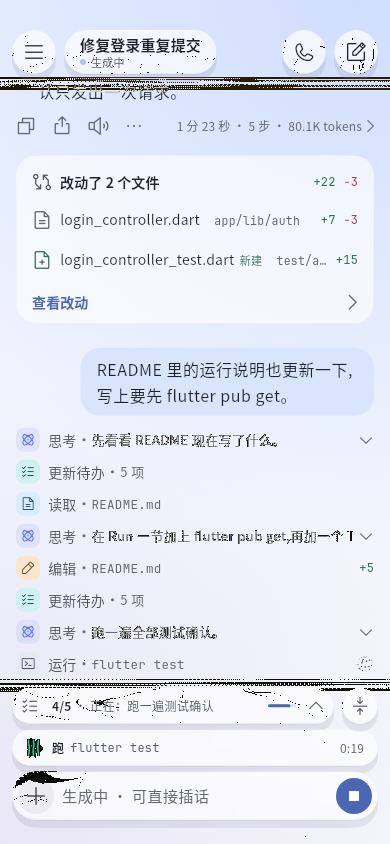 修复登录重复提交
生成中
认只发出一次请求。
1 分 23 秒 · 5 步 · 80.1K tokens
改动了 2 个文件 +22 -3
login_controller.dart app/lib/auth +7 -3
login_controller_test.dart 新建 test/a… +15
查看改动
README 里的运行说明也更新一下,
写上要先 flutter pub get。
思考 · 先看看 README 现在写了什么。
更新待办 · 5 项
读取 · README.md
思考 · 在 Run 一节加上 flutter pub get,再加一个 T
编辑 · README.md +5
更新待办 · 5 项
思考 · 跑一遍全部测试确认。
运行 · flutter test
4/5 正在: 跑一遍测试确认
跑 flutter test 0:19
生成中 · 可直接插话